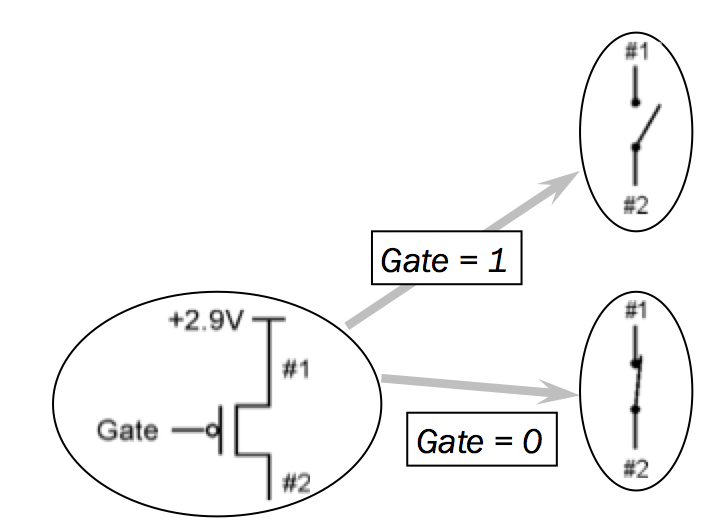 #1
#2
Gate = 1
+2.9V
#1
Gate
#2
Gate = 0
#1
#2